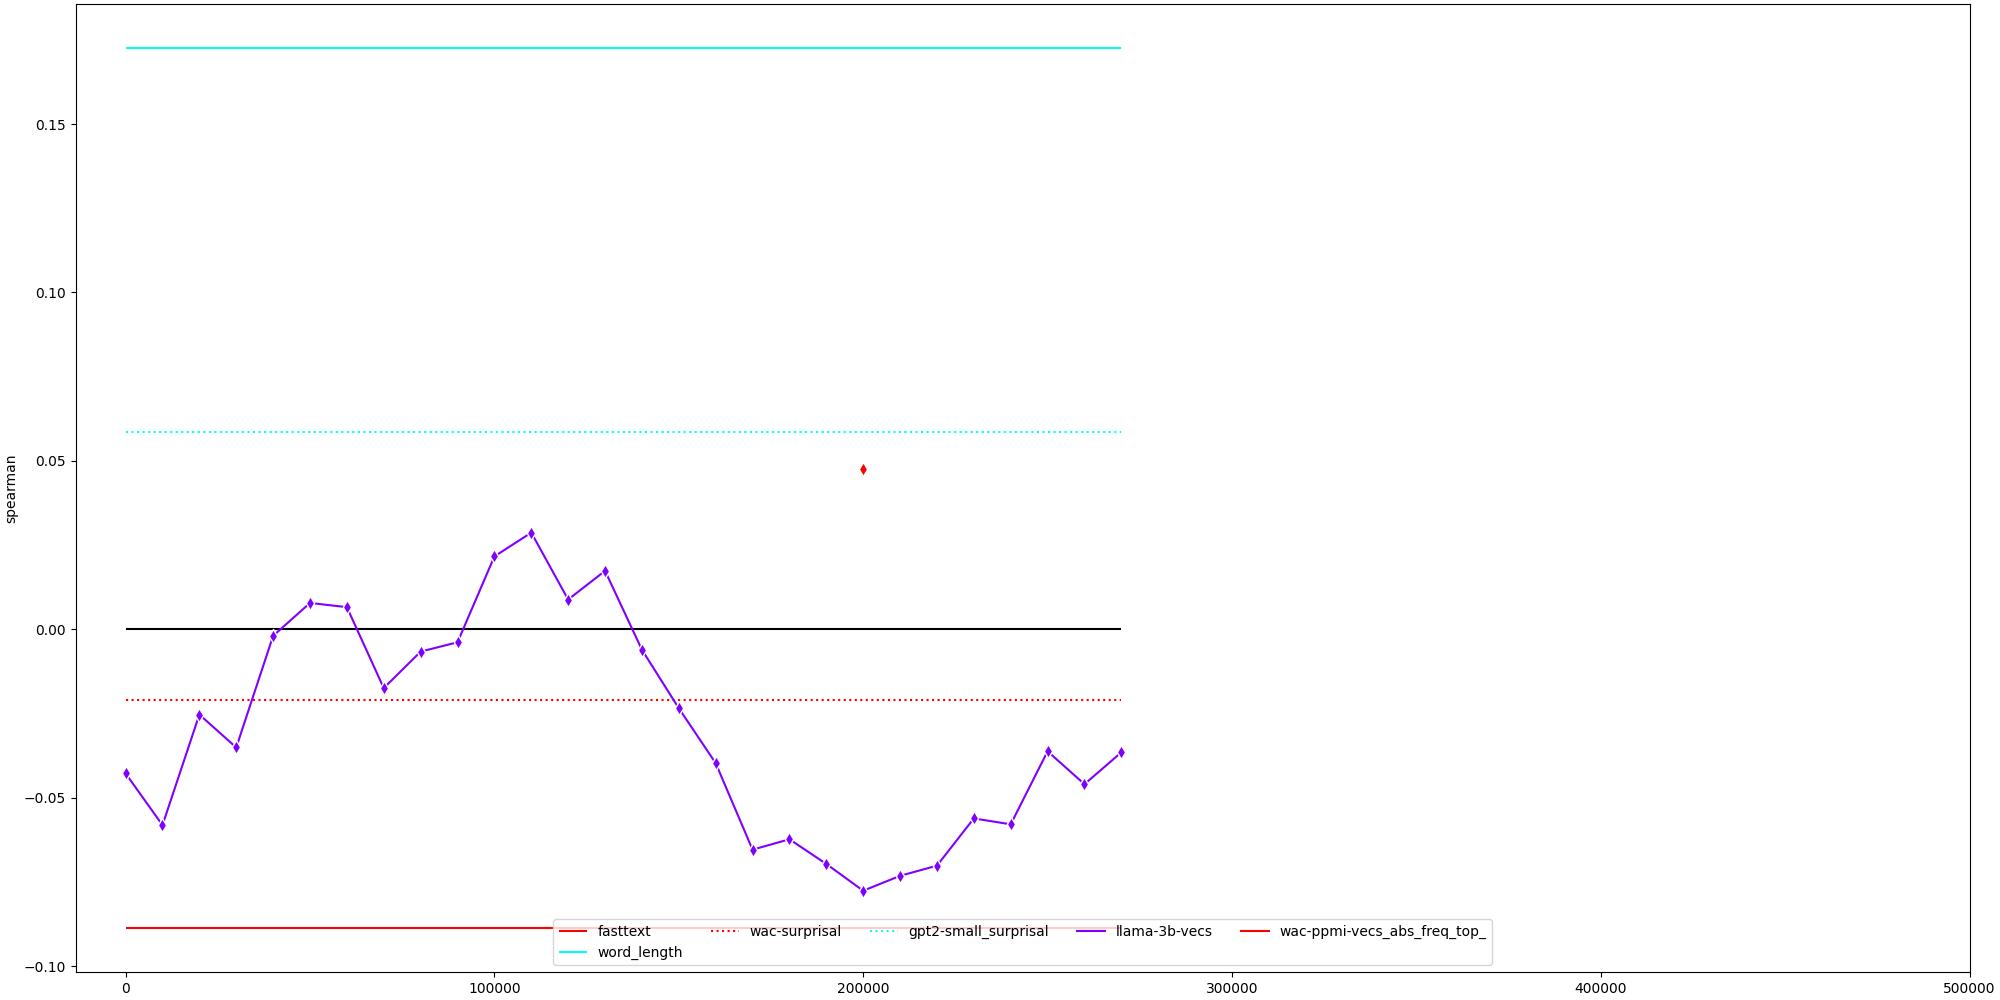 0.15
0.10
0.05
0.00
−0.05
−0.10
spearman
0 100000 200000 300000 400000 500000
fasttext wac-surprisal gpt2-small_surprisal llama-3b-vecs wac-ppmi-vecs_abs_freq_top_
word_length